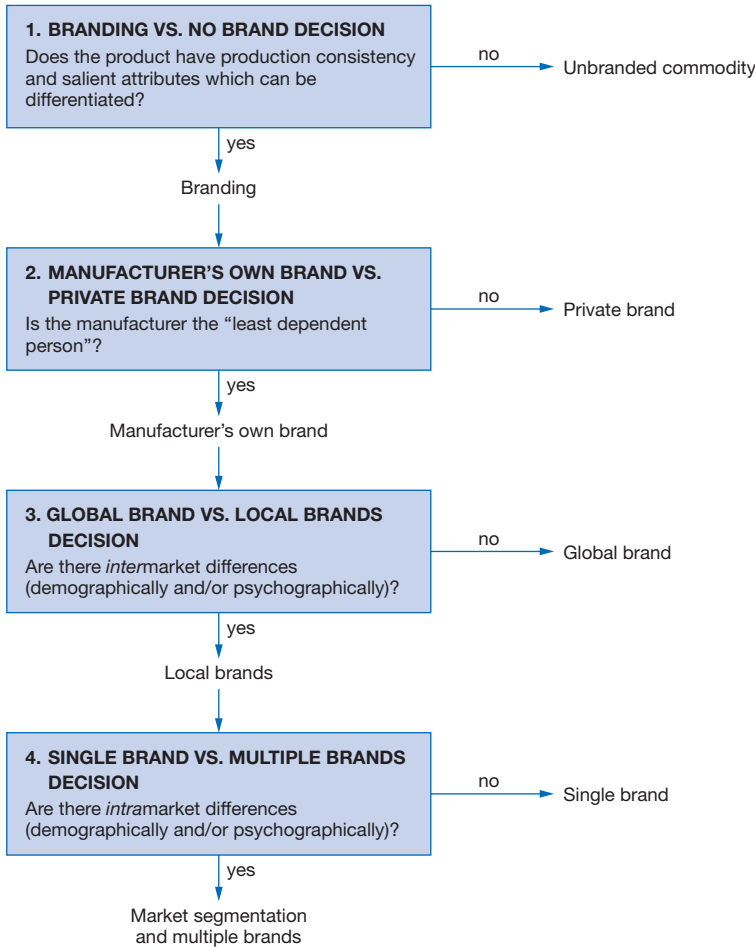 1. BRANDING VS. NO BRAND DECISION
Does the product have production consistency
and salient attributes which can be
differentiated?
no
Unbranded commodity
yes
Branding
2. MANUFACTURER’S OWN BRAND VS.
PRIVATE BRAND DECISION
Is the manufacturer the “least dependent
person”?
no
Private brand
yes
Manufacturer’s own brand
3. GLOBAL BRAND VS. LOCAL BRANDS
DECISION
Are there intermarket differences
(demographically and/or psychographically)?
no
Global brand
yes
Local brands
4. SINGLE BRAND VS. MULTIPLE BRANDS
DECISION
Are there intramarket differences
(demographically and/or psychographically)?
no
Single brand
yes
Market segmentation
and multiple brands